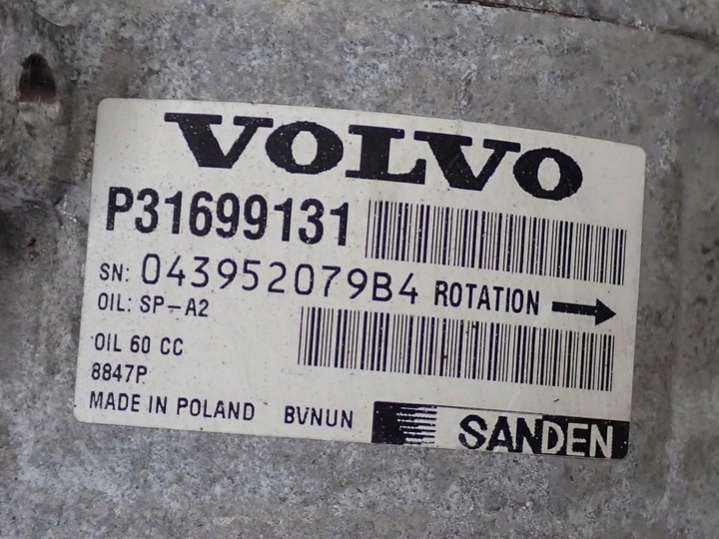 VOLVO
P31699131
SN: 043952079B4 ROTATION
OIL: SP-A2
OIL 60 CC
8847P
MADE IN POLAND BVNUN SANDEN